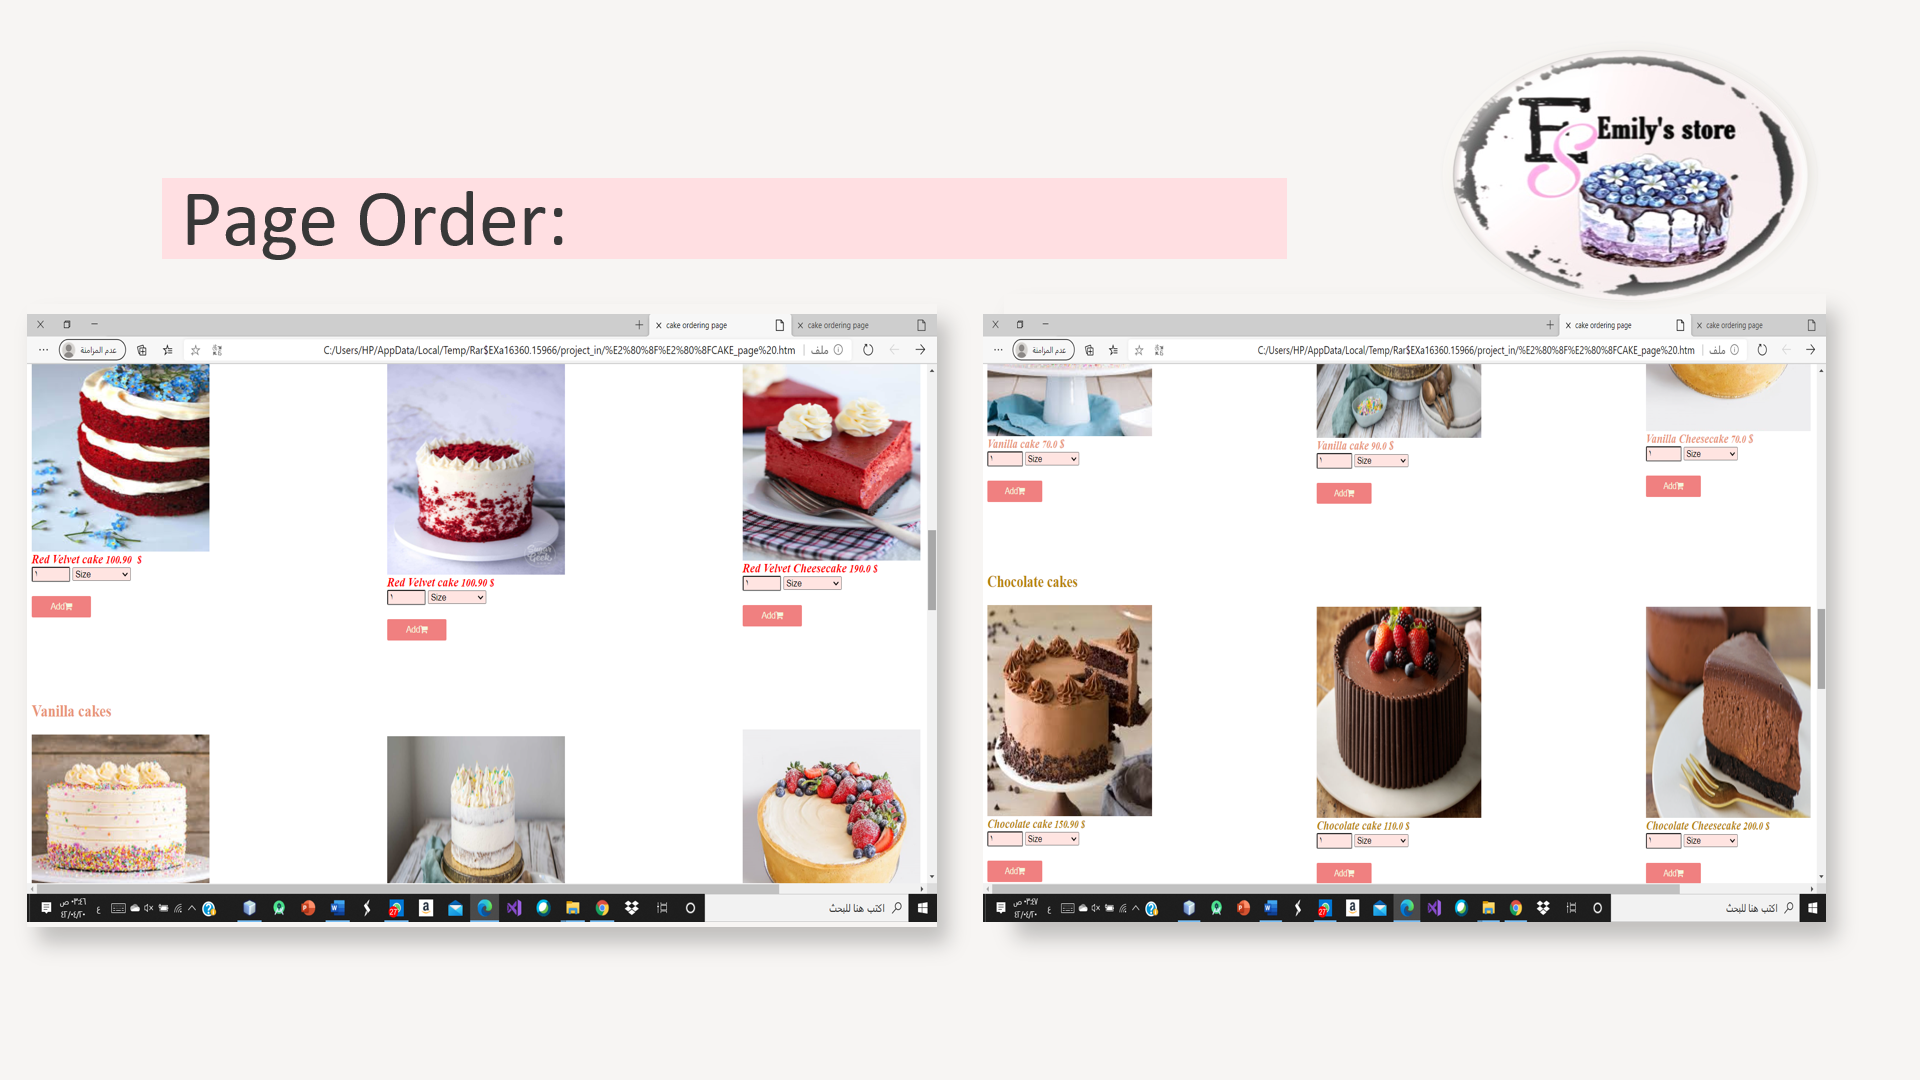 Emily's store
ES
Page Order:
cake ordering page
cake ordering page
عدم المزامنة
C:/Users/HP/AppData/Local/Temp/Rar$EXa16360.15966/project_in/%E2%80%8F%E2%80%8FCAKE_page%20.htm
ملف
Red Velvet cake 100.90 $
١ Size
Add
Red Velvet cake 100.90 $
١ Size
Add
Red Velvet Cheesecake 190.0 $
١ Size
Add
Vanilla cakes
اكتب هنا للبحث
cake ordering page
cake ordering page
عدم المزامنة
C:/Users/HP/AppData/Local/Temp/Rar$EXa16360.15966/project_in/%E2%80%8F%E2%80%8FCAKE_page%20.htm
ملف
Vanilla cake 70.0 $
١ Size
Add
Vanilla cake 90.0 $
١ Size
Add
Vanilla Cheesecake 70.0 $
١ Size
Add
Chocolate cakes
Chocolate cake 150.90 $
١ Size
Add
Chocolate cake 110.0 $
١ Size
Add
Chocolate Cheesecake 200.0 $
١ Size
Add
اكتب هنا للبحث